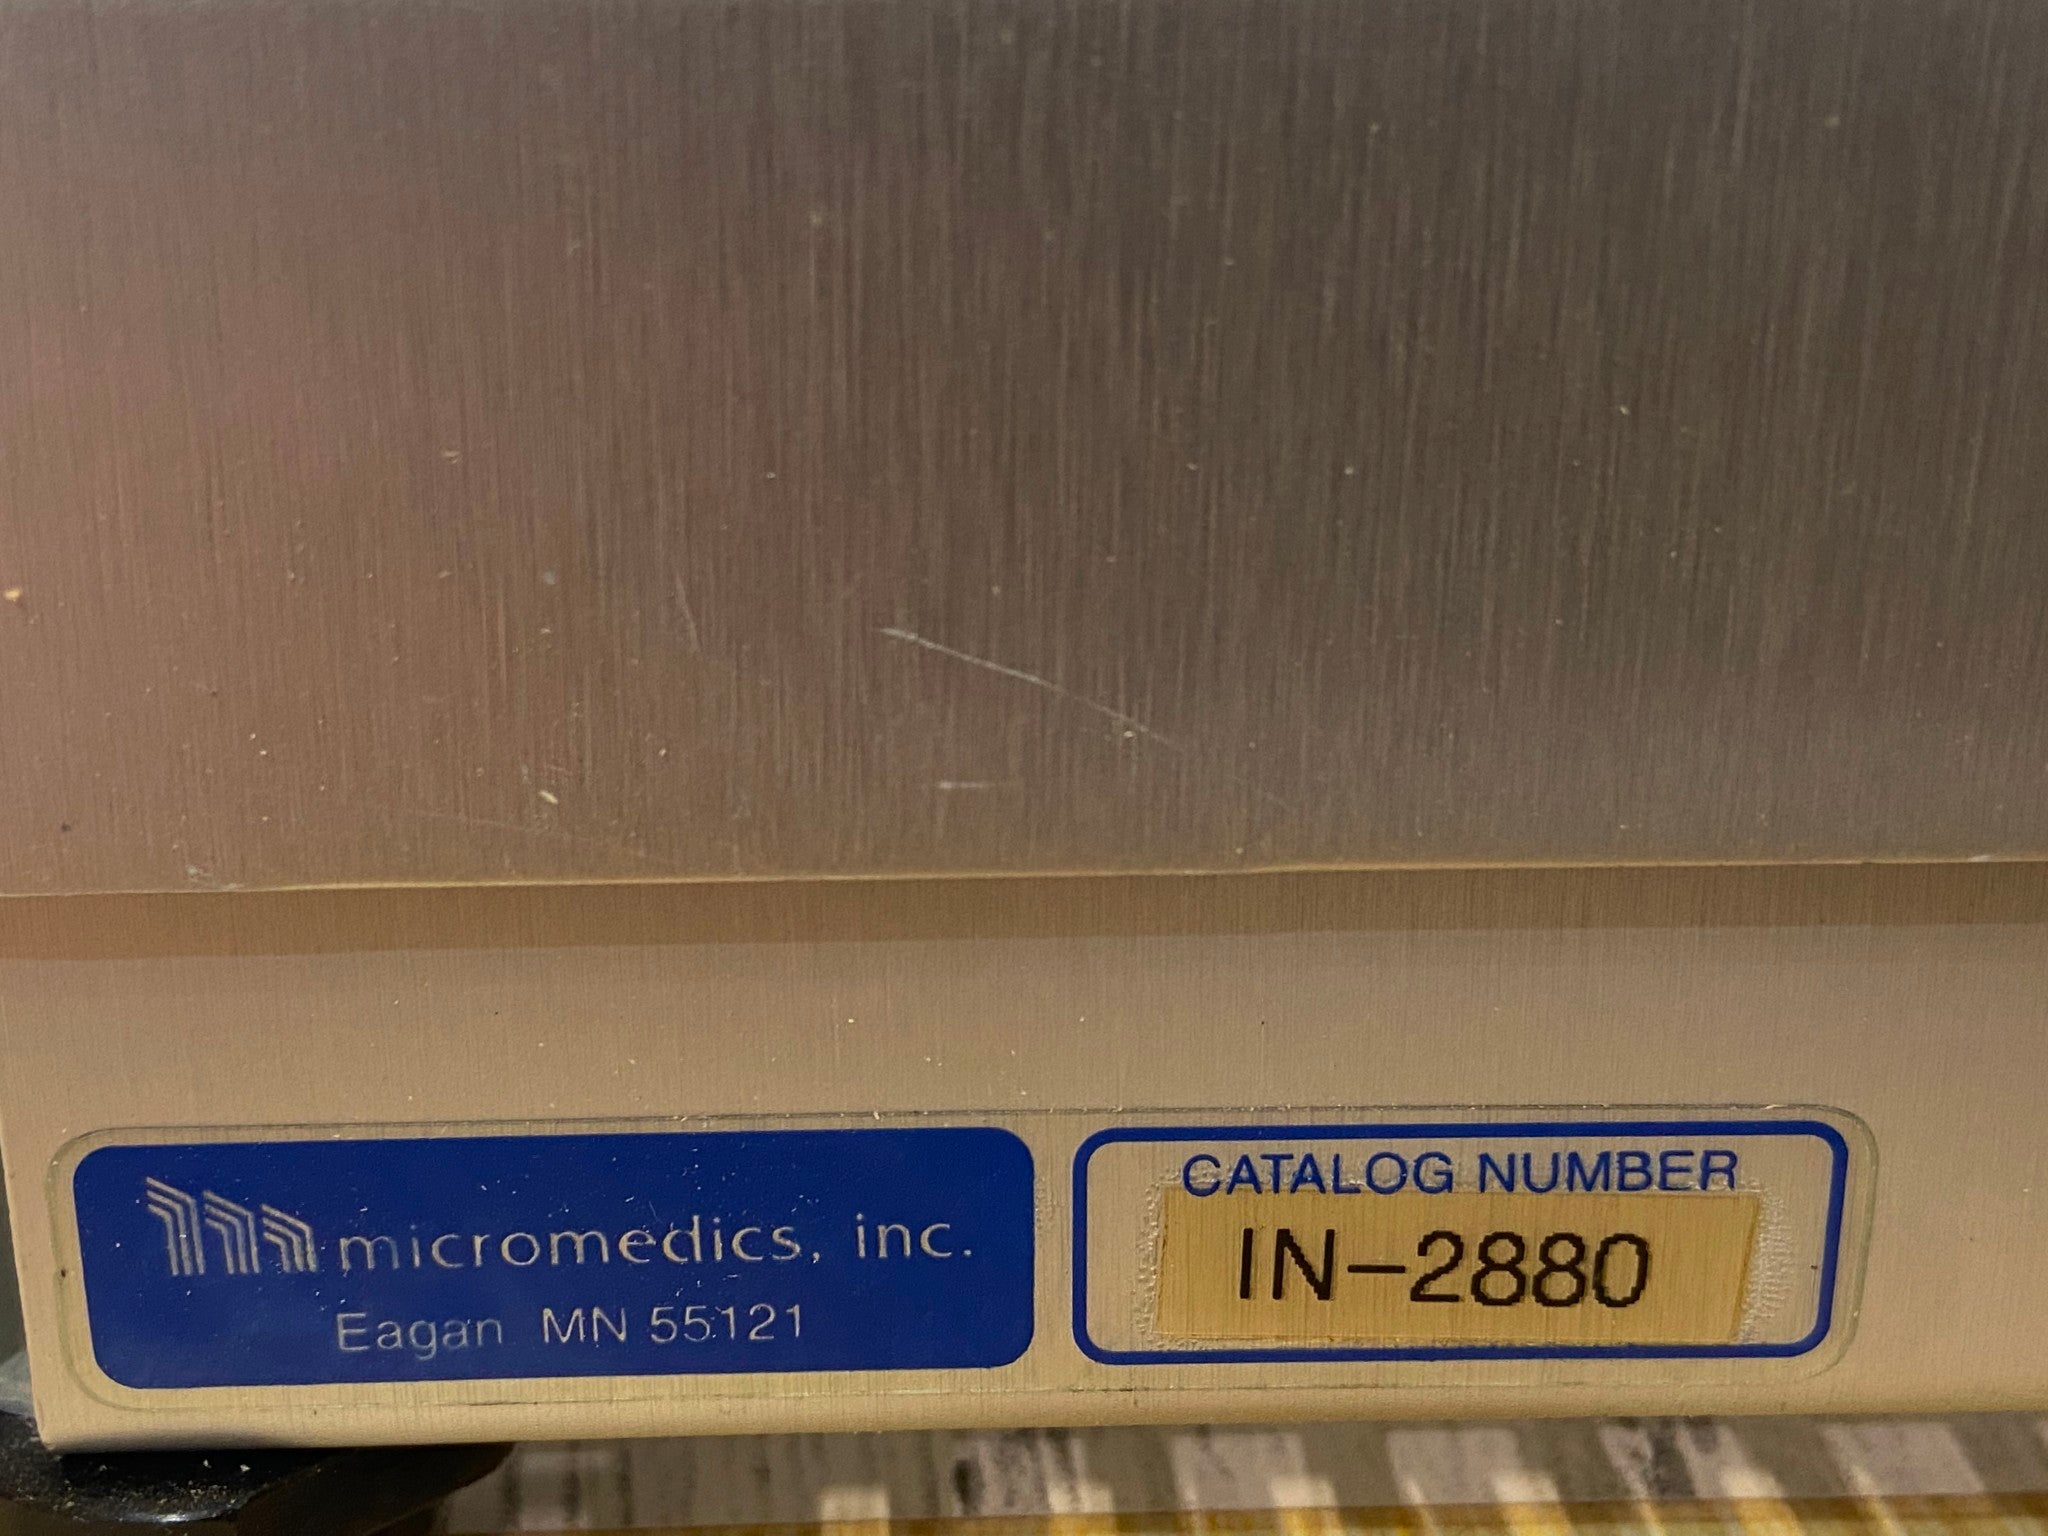 micromedics, inc.
Eagan MN 55121
CATALOG NUMBER
IN-2880